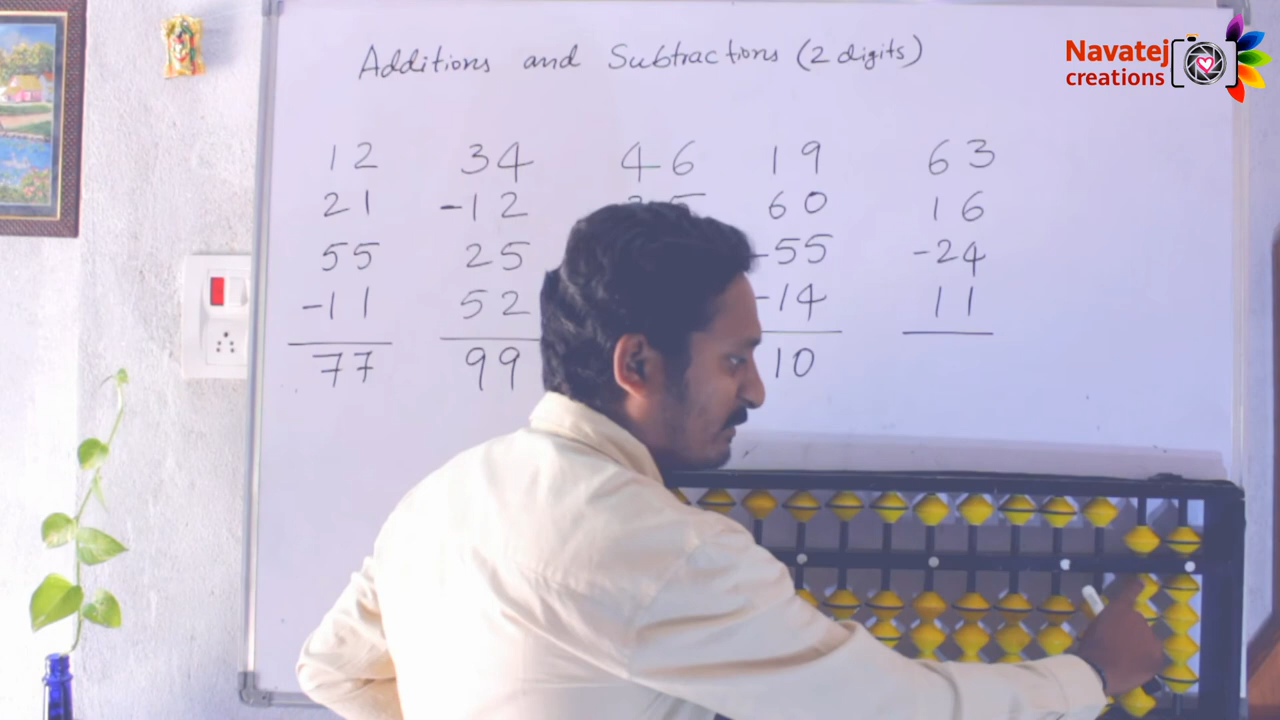 Additions and Subtractions (2 digits)
Navatej
creations
12 34 46 19 63
21 -12 60 16
55 25 -55 -24
-11 52 -14 11
77 99 10